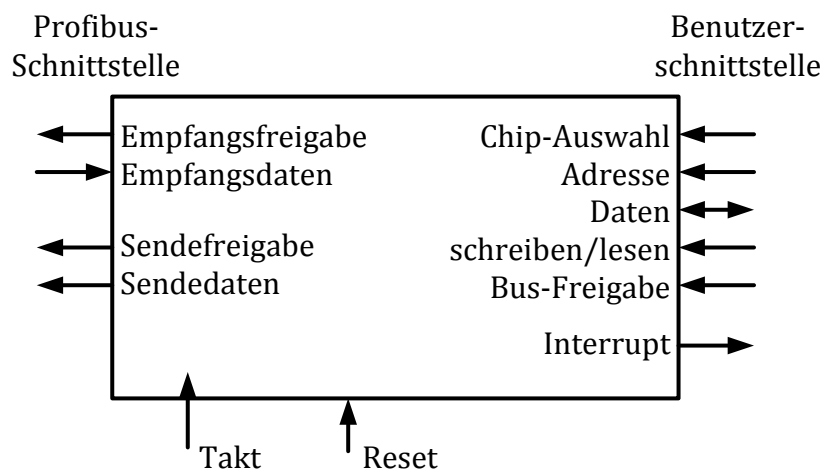 Profibus-
Schnittstelle
Benutzer-
schnittstelle
Empfangsfreigabe
Empfangsdaten
Sendefreigabe
Sendedaten
Chip-Auswahl
Adresse
Daten
schreiben/lesen
Bus-Freigabe
Interrupt
Takt
Reset